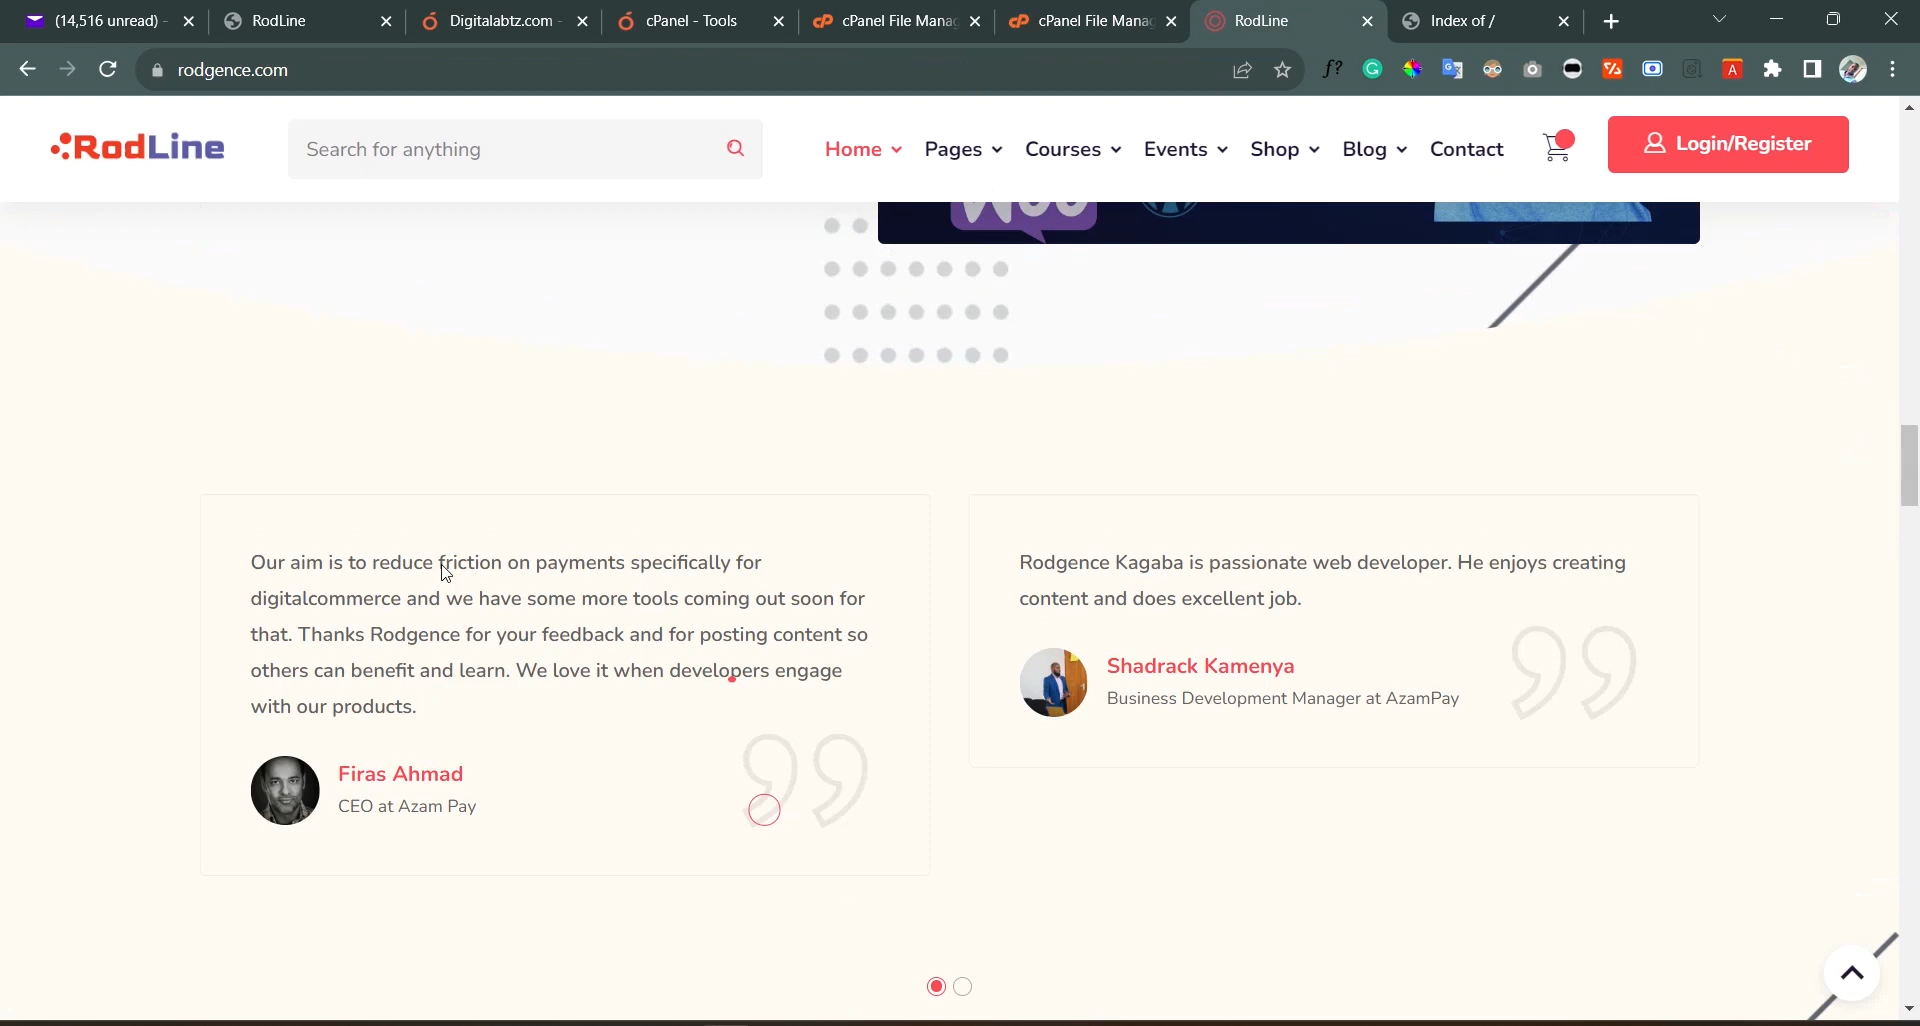 (14,516 unread) -
RodLine
Digitalabtz.com -
cPanel - Tools
cPanel File Manag
cPanel File Manag
RodLine
Index of /
rodgence.com
RodLine
Search for anything
Home
Pages
Courses
Events
Shop
Blog
Contact
Login/Register
Our aim is to reduce friction on payments specifically for
digitalcommerce and we have some more tools coming out soon for
that. Thanks Rodgence for your feedback and for posting content so
others can benefit and learn. We love it when developers engage
with our products.
Firas Ahmad
CEO at Azam Pay
Rodgence Kagaba is passionate web developer. He enjoys creating
content and does excellent job.
Shadrack Kamenya
Business Development Manager at AzamPay